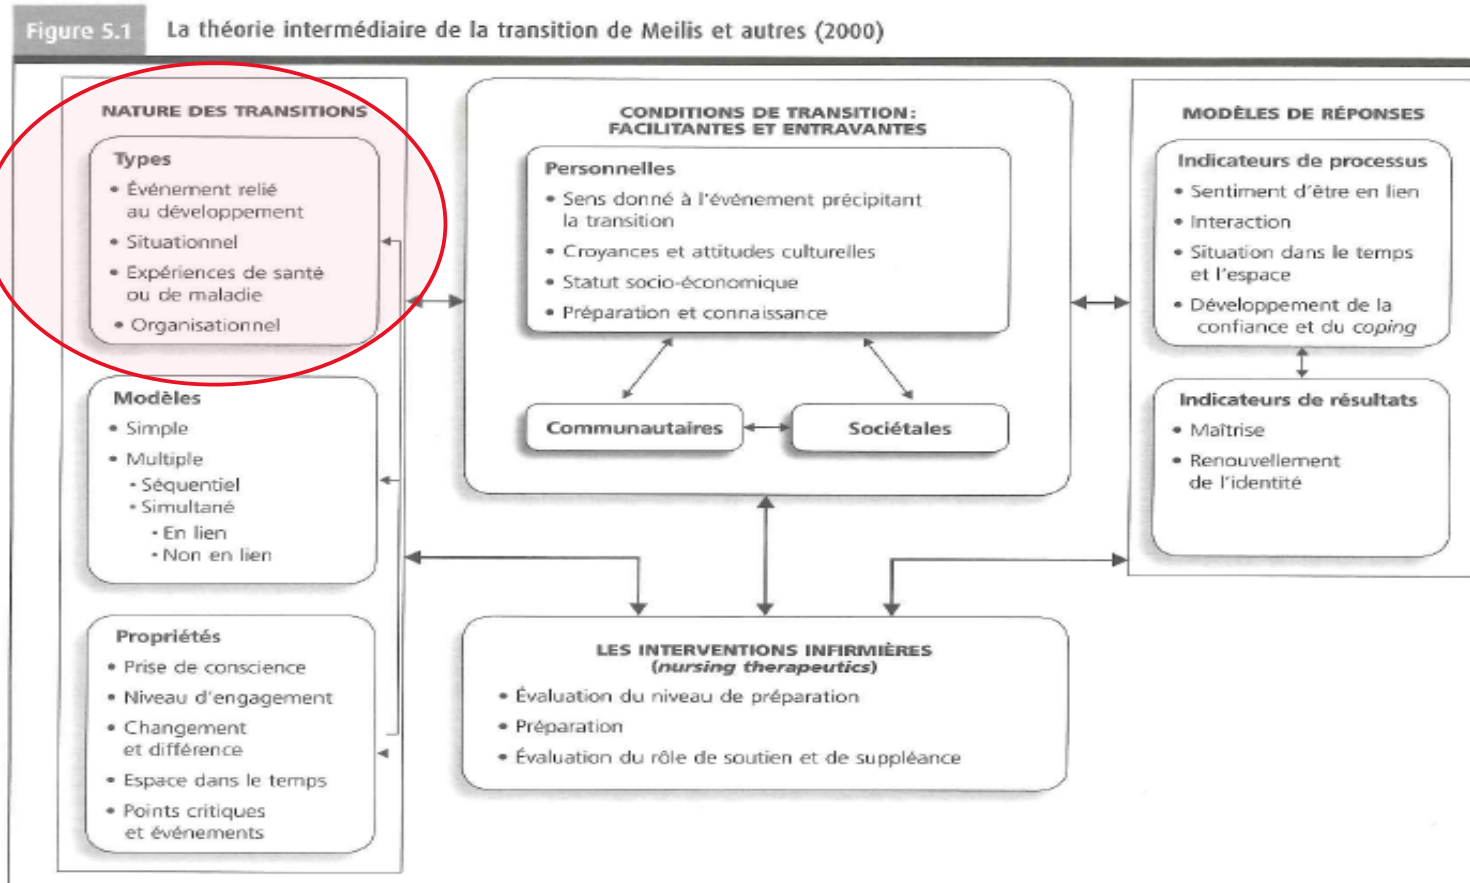 Figure 5.1 La théorie intermédiaire de la transition de Meilis et autres (2000)
NATURE DES TRANSITIONS
Types
• Événement relié
au développement
• Situationnel
• Expériences de santé
ou de maladie
• Organisationnel
Modèles
• Simple
• Multiple
• Séquentiel
• Simultané
• En lien
• Non en lien
Propriétés
• Prise de conscience
• Niveau d'engagement
• Changement
et différence
• Espace dans le temps
• Points critiques
et événements
CONDITIONS DE TRANSITION:
FACILITANTES ET ENTRAVANTES
Personnelles
• Sens donné à l'événement précipitant
la transition
• Croyances et attitudes culturelles
• Statut socio-économique
• Préparation et connaissance
Communautaires
Sociétales
LES INTERVENTIONS INFIRMIÈRES
(nursing therapeutics)
• Évaluation du niveau de préparation
• Préparation
• Évaluation du rôle de soutien et de suppléance
MODÈLES DE RÉPONSES
Indicateurs de processus
• Sentiment d'être en lien
• Interaction
• Situation dans le temps
et l'espace
• Développement de la
confiance et du coping
Indicateurs de résultats
• Maîtrise
• Renouvellement
de l'identité